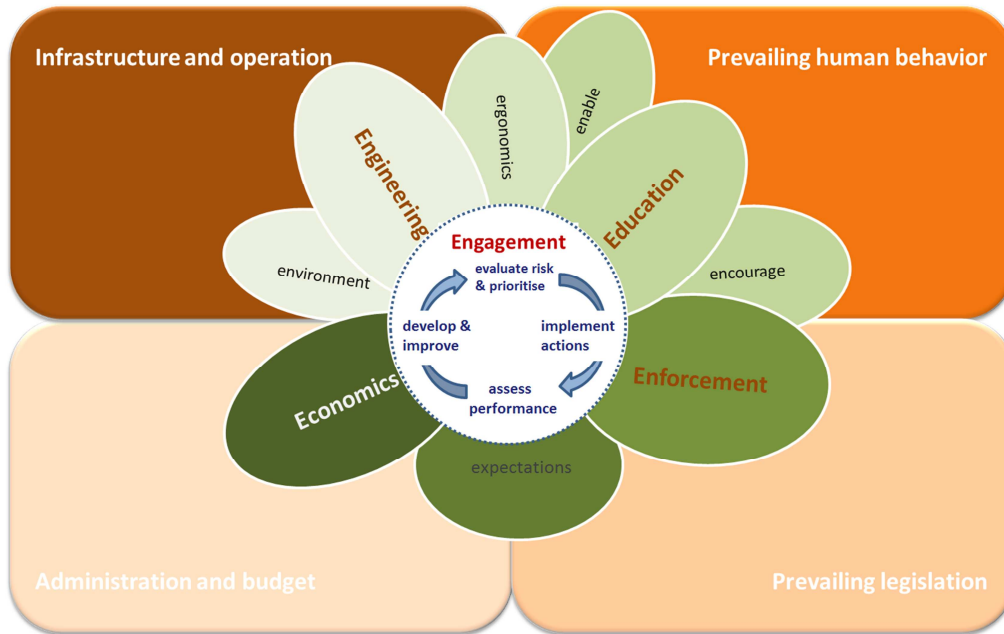 Infrastructure and operation
Prevailing human behavior
enable
ergonomics
Engineering
Education
environment
encourage
Engagement
evaluate risk
& prioritise
develop &
improve
implement
actions
assess
performance
Economics
Enforcement
expectations
Administration and budget
Prevailing legislation